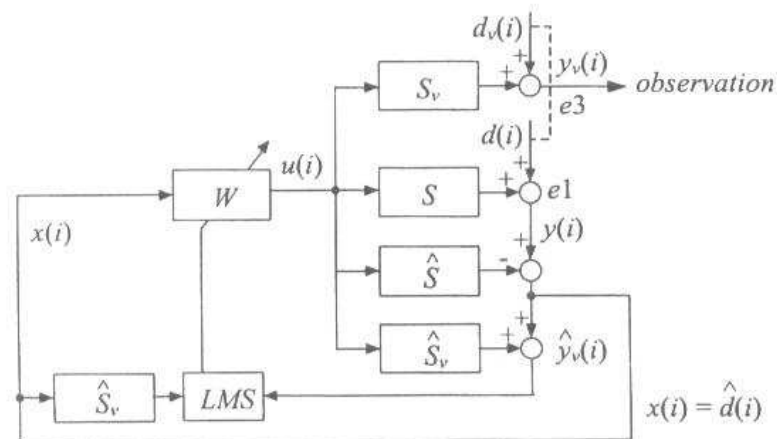 d_v(i)
+
+
y_v(i)
S_v
observation
e3
d(i)
+
u(i)
+
W
S
e1
x(i)
y(i)
+
Ŝ
-
+
+
Ŝ_v
ŷ_v(i)
Ŝ_v
LMS
x(i) = d̂(i)